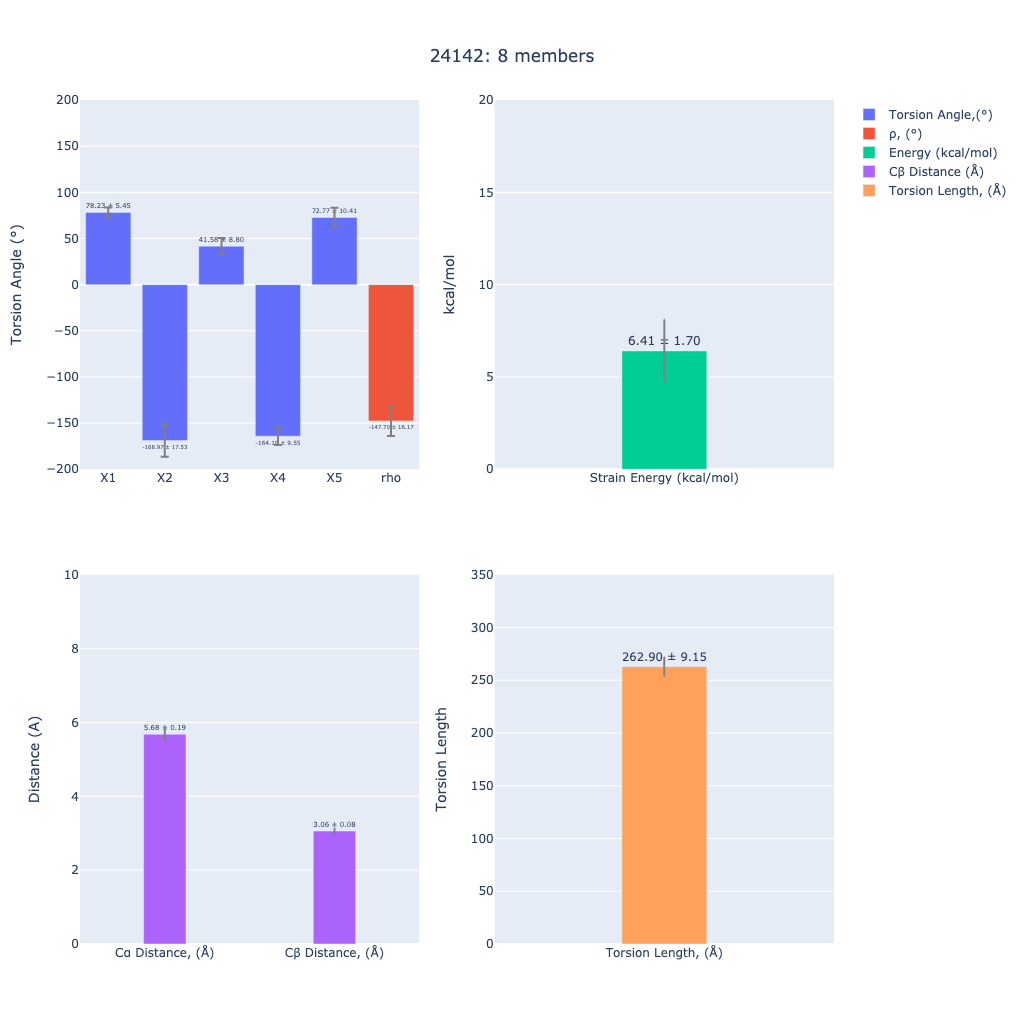 24142: 8 members
200
150
100
50
0
−50
−100
−150
−200
Torsion Angle (°)
78.23 ± 5.45
-168.97 ± 17.53
41.58 ± 8.80
-164.19 ± 9.55
72.77 ± 10.41
-147.70 ± 16.17
X1 X2 X3 X4 X5 rho
20
15
10
5
0
kcal/mol
6.41 ± 1.70
Strain Energy (kcal/mol)
Torsion Angle,(°)
ρ, (°)
Energy (kcal/mol)
Cβ Distance (Å)
Torsion Length, (Å)
10
8
6
4
2
0
Distance (A)
5.68 ± 0.19
3.06 ± 0.08
Cα Distance, (Å) Cβ Distance, (Å)
350
300
250
200
150
100
50
0
Torsion Length
262.90 ± 9.15
Torsion Length, (Å)